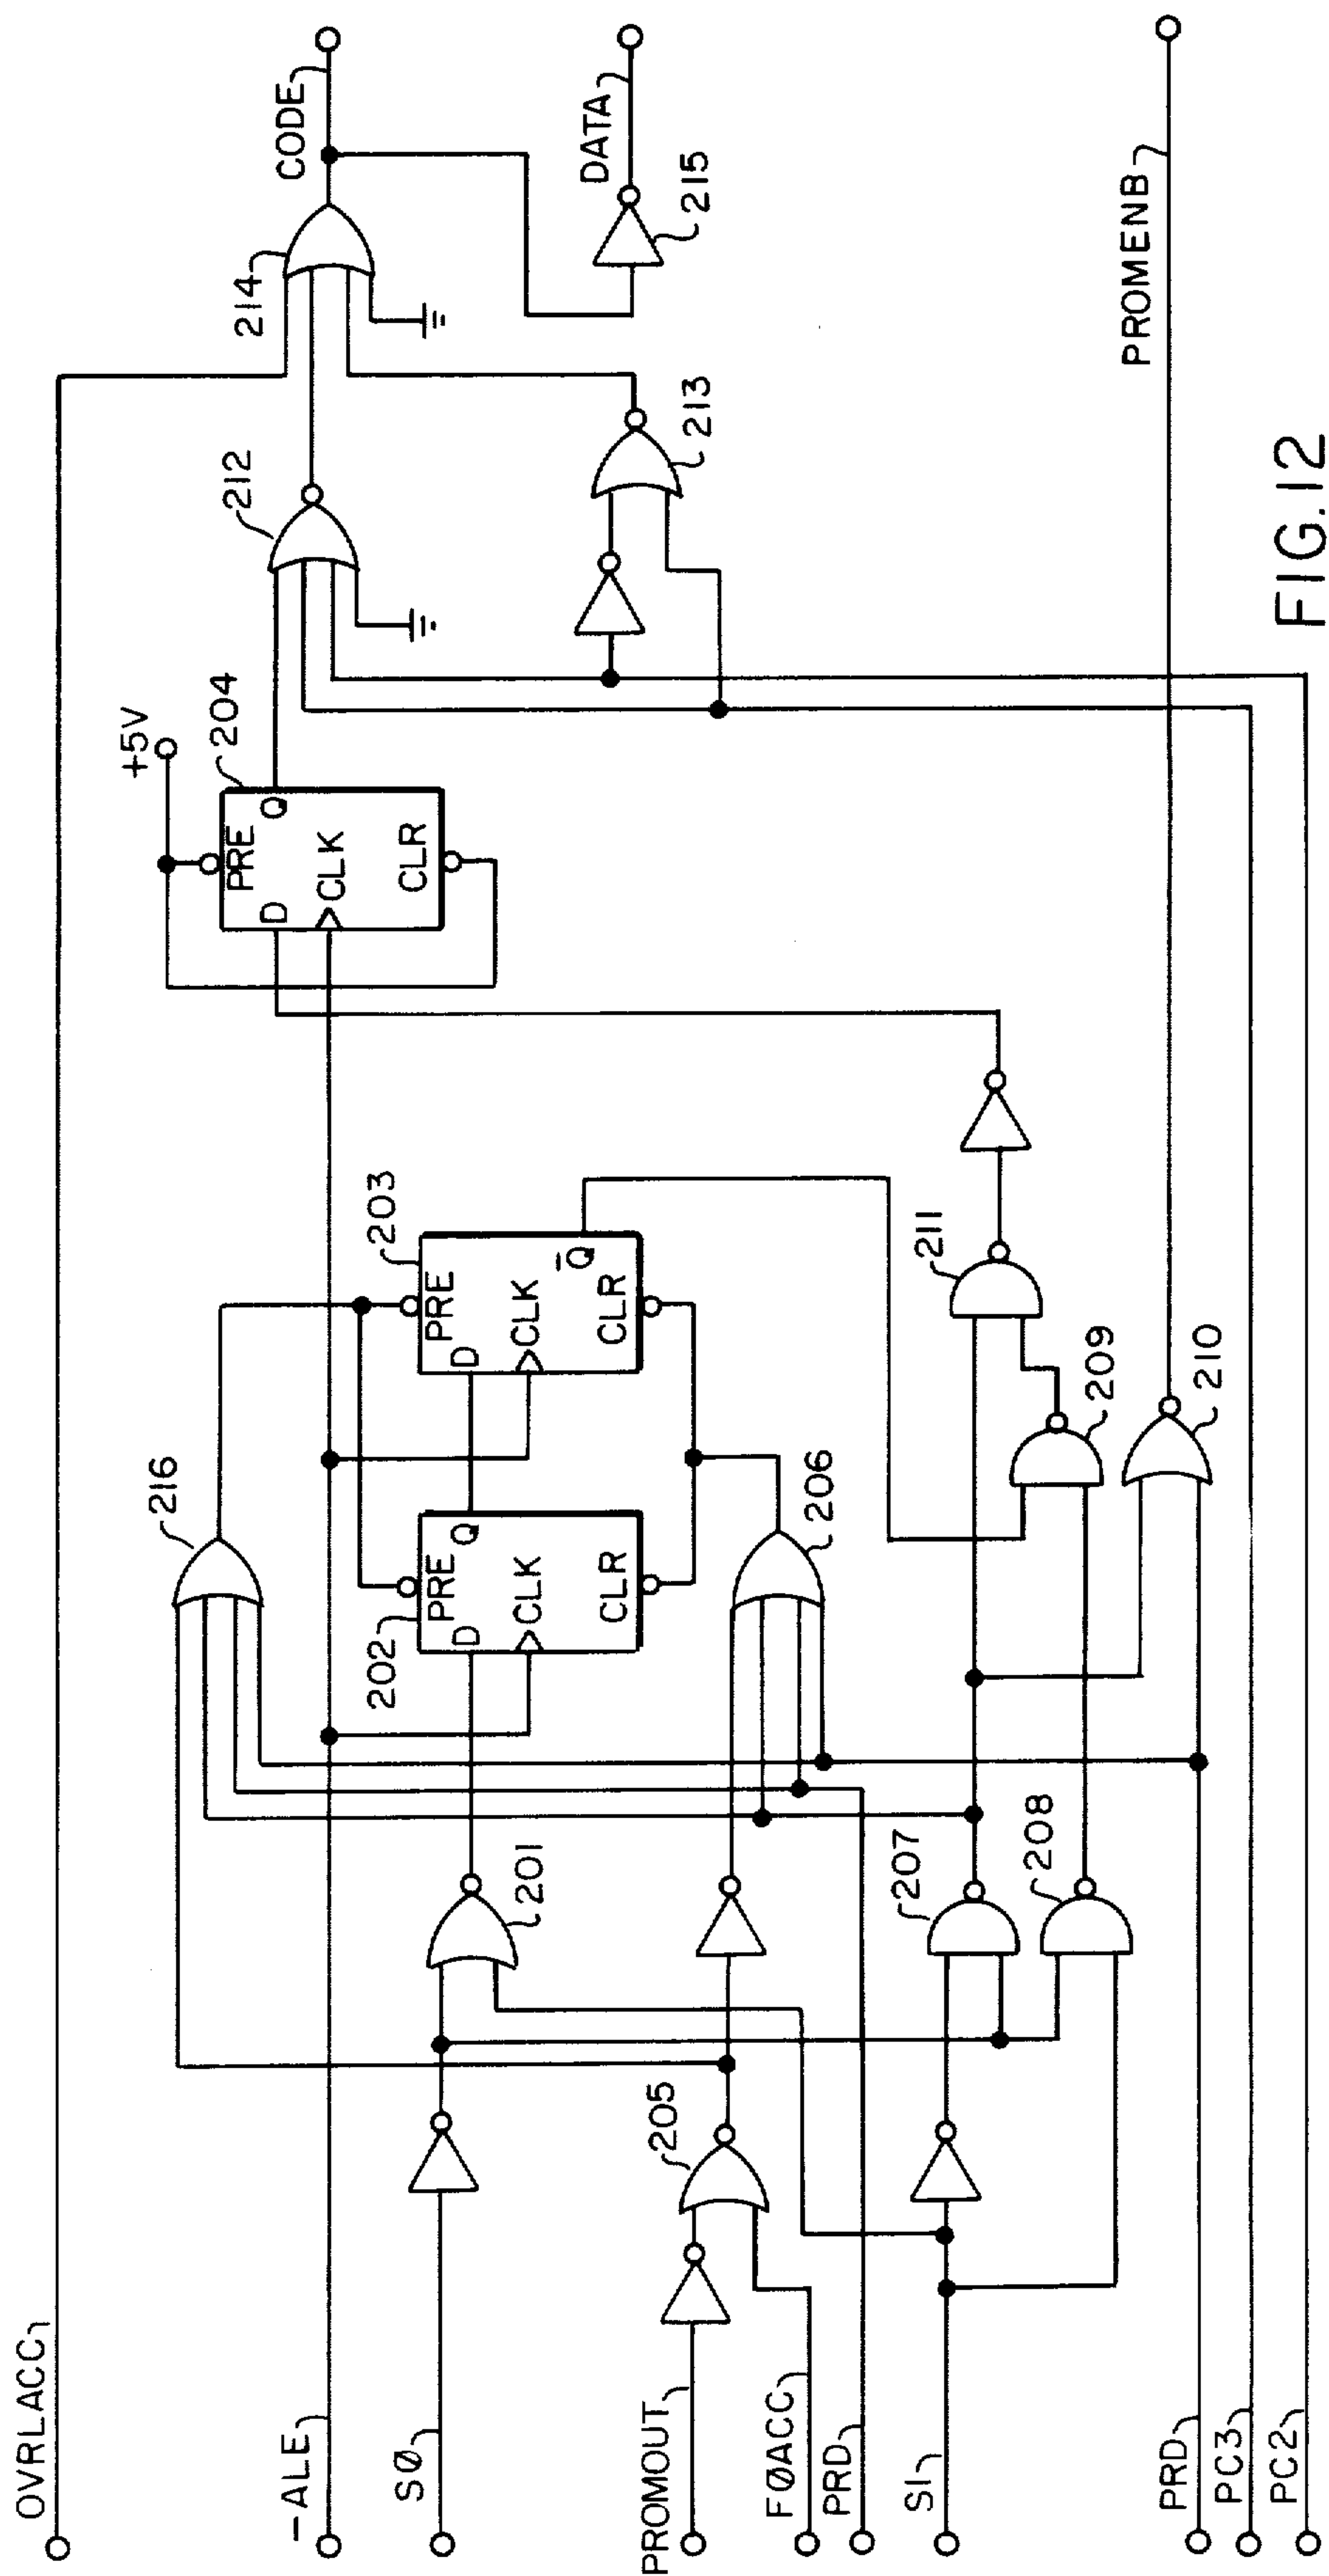 OVRLACC
–ALE
SØ
PROMOUT
FØACC
PRD
S1
PRD
PC3
PC2
216
201
205
207
208
202
PRE
D
Q
CLK
CLR
203
PRE
D
Q̅
CLK
CLR
206
209
210
211
+5V
204
PRE
D
Q
CLK
CLR
212
213
214
CODE
DATA
215
PROMENB
FIG.12